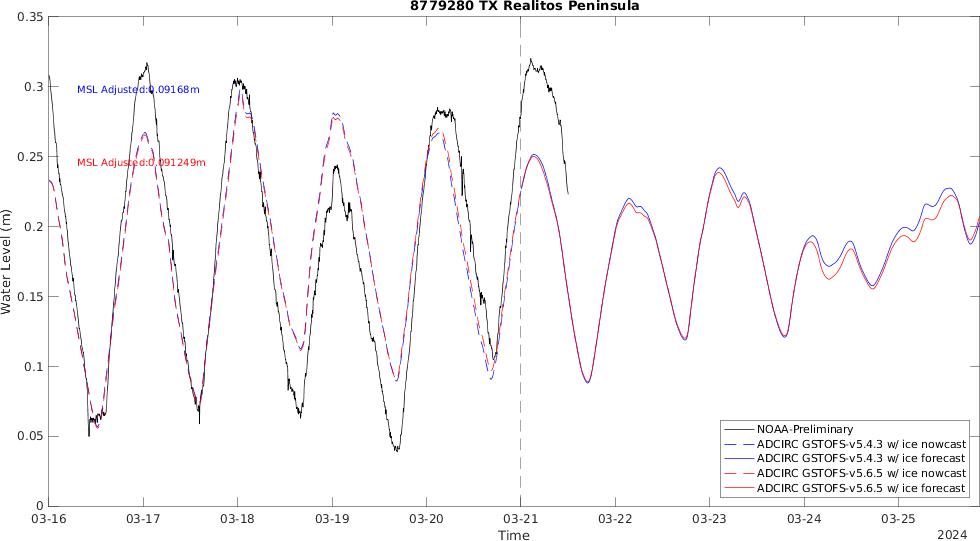 8779280 TX Realitos Peninsula
0.35
0.3
0.25
0.2
0.15
0.1
0.05
0
Water Level (m)
MSL Adjusted:0.09168m
MSL Adjusted:0.091249m
NOAA-Preliminary
ADCIRC GSTOFS-v5.4.3 w/ ice nowcast
ADCIRC GSTOFS-v5.4.3 w/ ice forecast
ADCIRC GSTOFS-v5.6.5 w/ ice nowcast
ADCIRC GSTOFS-v5.6.5 w/ ice forecast
03-16 03-17 03-18 03-19 03-20 03-21 03-22 03-23 03-24 03-25
Time
2024